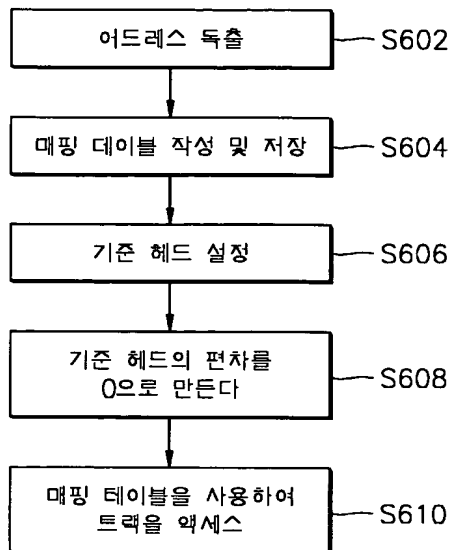 어드레스 독출
S602
매핑 데이블 작성 및 저장
S604
기준 헤드 설정
S606
기준 헤드의 편차를
0으로 만든다
S608
매핑 테이블을 사용하여
트랙을 액세스
S610